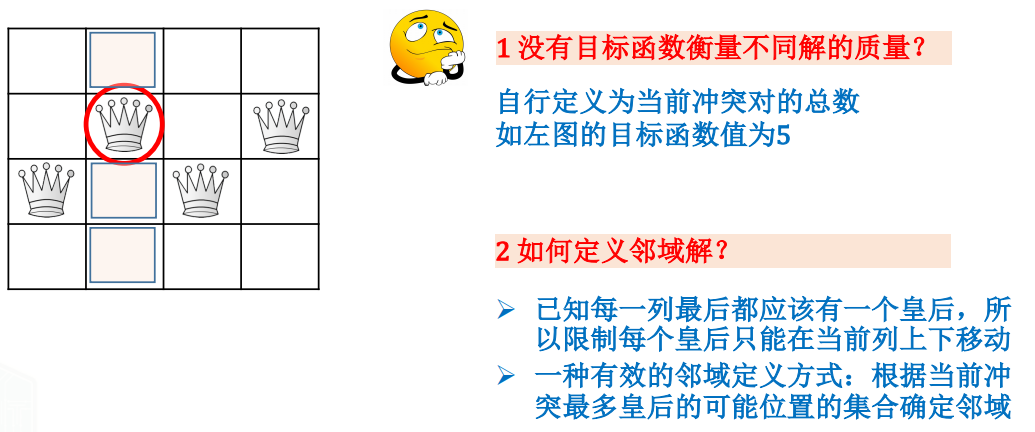 1 没有目标函数衡量不同解的质量？
自行定义为当前冲突对的总数
如左图的目标函数值为5
2 如何定义邻域解？
➢ 已知每一列最后都应该有一个皇后，所
以限制每个皇后只能在当前列上下移动
➢ 一种有效的邻域定义方式：根据当前冲
突最多皇后的可能位置的集合确定邻域